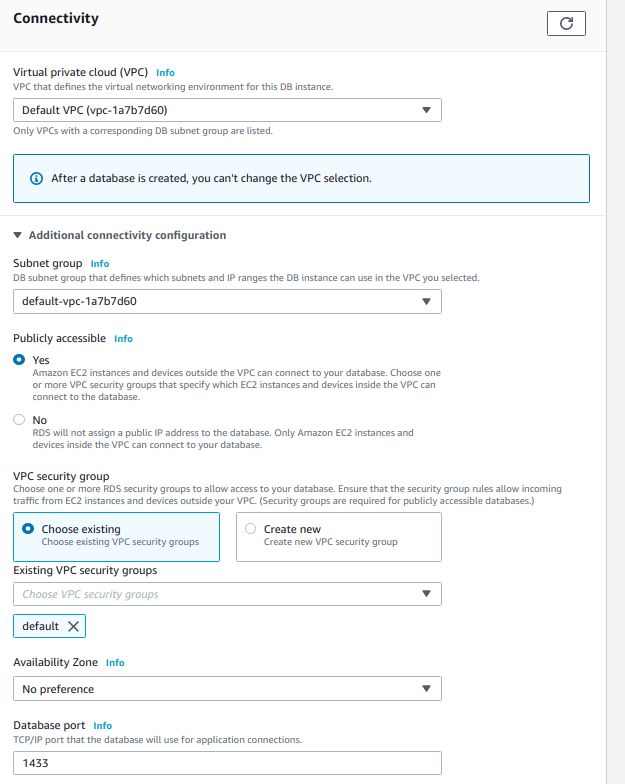 Connectivity
Virtual private cloud (VPC) Info
VPC that defines the virtual networking environment for this DB instance.
Default VPC (vpc-1a7b7d60)
Only VPCs with a corresponding DB subnet group are listed.
After a database is created, you can't change the VPC selection.
Additional connectivity configuration
Subnet group Info
DB subnet group that defines which subnets and IP ranges the DB instance can use in the VPC you selected.
default-vpc-1a7b7d60
Publicly accessible Info
Yes
Amazon EC2 instances and devices outside the VPC can connect to your database. Choose one
or more VPC security groups that specify which EC2 instances and devices inside the VPC can
connect to the database.
No
RDS will not assign a public IP address to the database. Only Amazon EC2 instances and
devices inside the VPC can connect to your database.
VPC security group
Choose one or more RDS security groups to allow access to your database. Ensure that the security group rules allow incoming
traffic from EC2 instances and devices outside your VPC. (Security groups are required for publicly accessible databases.)
Choose existing
Choose existing VPC security groups
Create new
Create new VPC security group
Existing VPC security groups
Choose VPC security groups
default
Availability Zone Info
No preference
Database port Info
TCP/IP port that the database will use for application connections.
1433